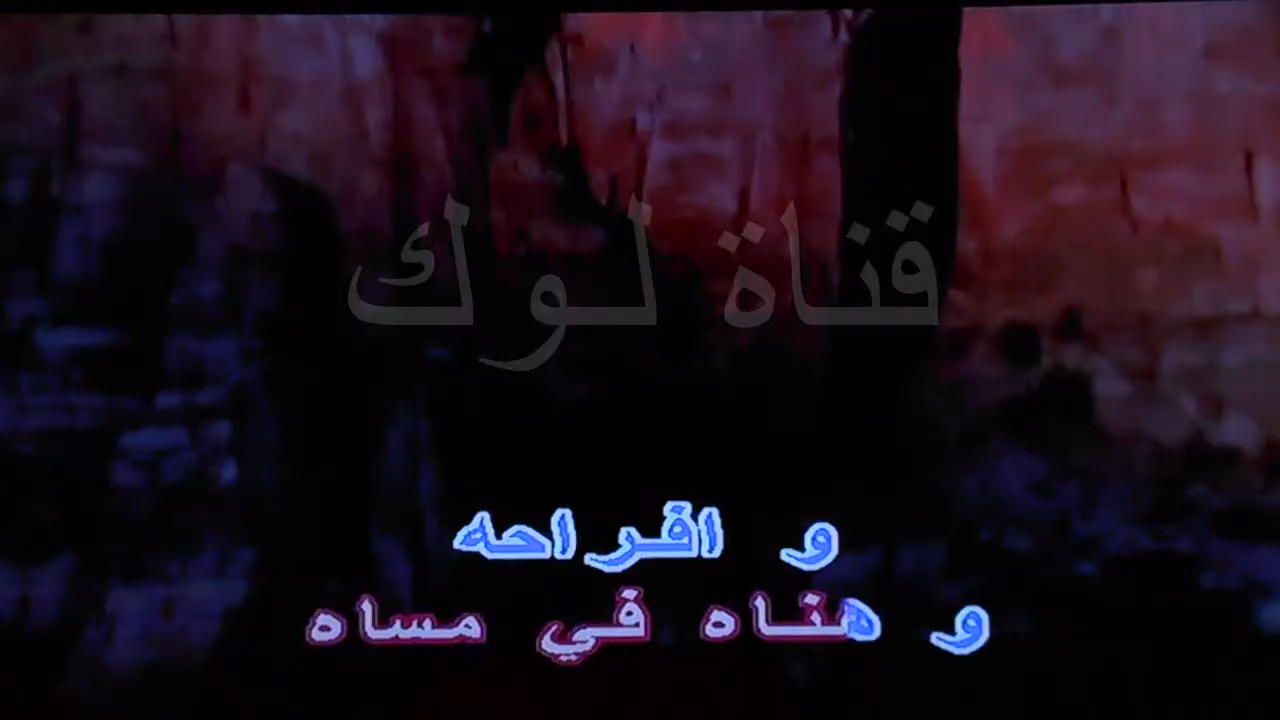 قناة لوك
و افراحه
و هناه في مساه